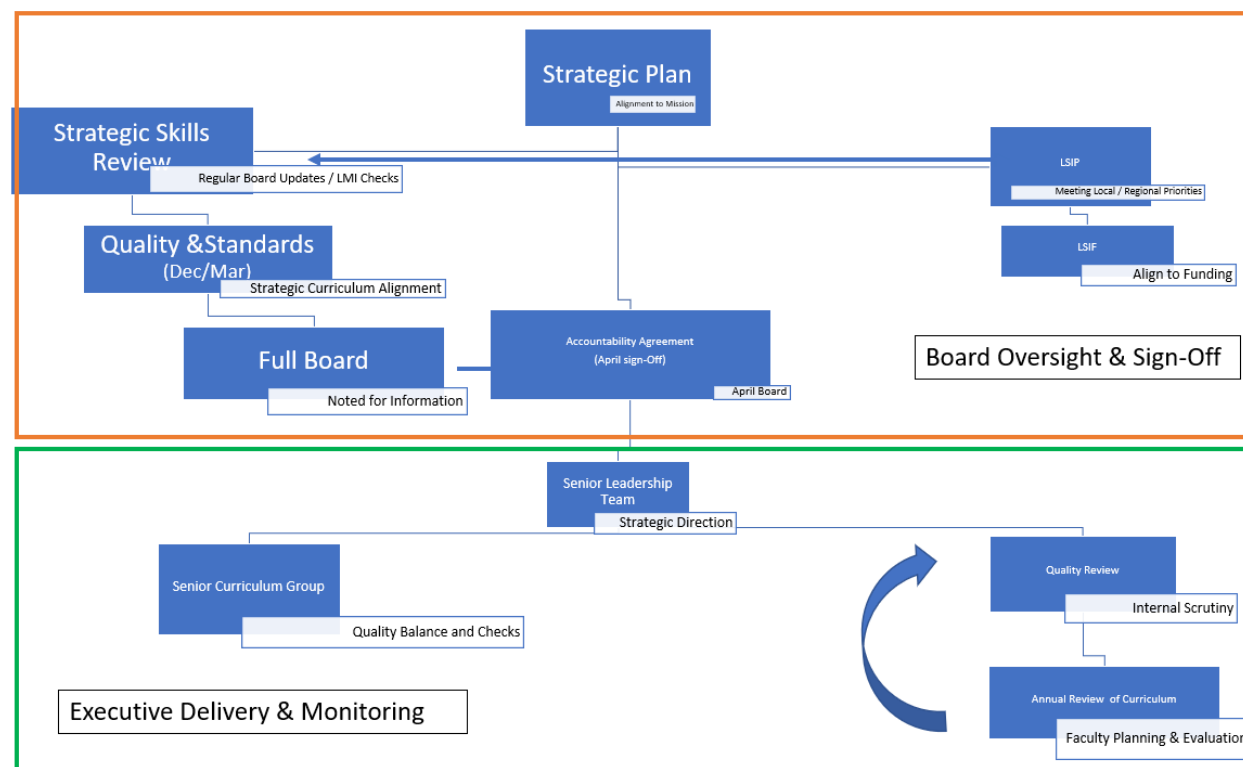 Strategic Plan
Alignment to Mission
Strategic Skills
Review
Regular Board Updates / LMI Checks
LSIP
Meeting Local / Regional Priorities
Quality &Standards
(Dec/Mar)
Strategic Curriculum Alignment
LSIF
Align to Funding
Full Board
Noted for Information
Accountability Agreement
(April sign-Off)
April Board
Board Oversight & Sign-Off
Senior Leadership
Team
Strategic Direction
Senior Curriculum Group
Quality Balance and Checks
Quality Review
Internal Scrutiny
Annual Review of Curriculum
Faculty Planning & Evaluation
Executive Delivery & Monitoring